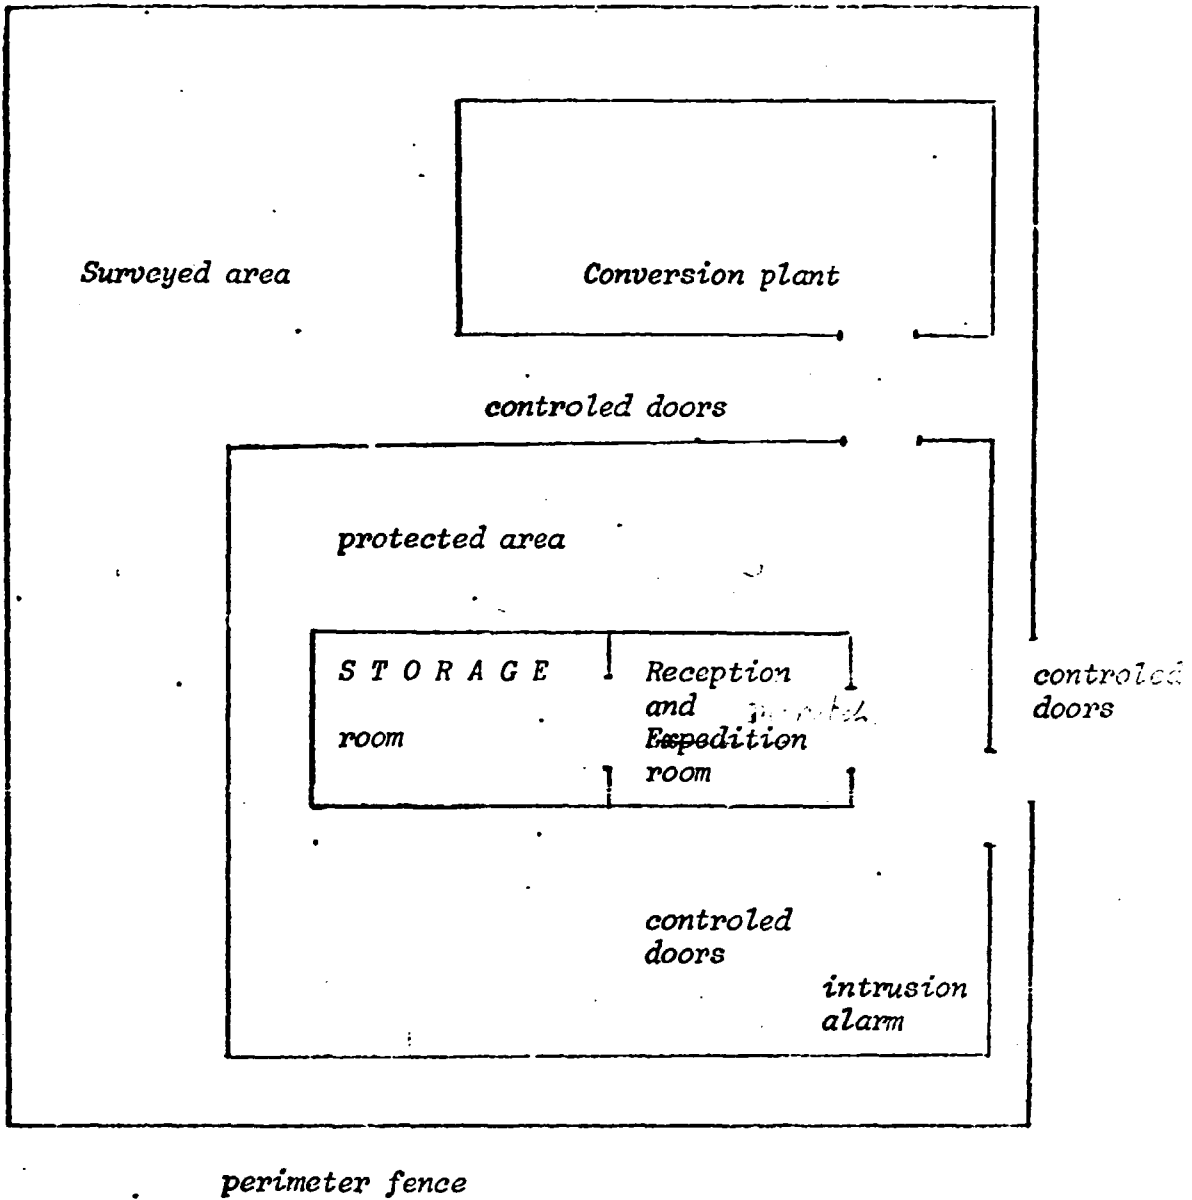 Surveyed area
Conversion plant
controled doors
protected area
S T O R A G E
room
Reception
and
Expedition
room
controled
doors
controled
doors
intrusion
alarm
perimeter fence